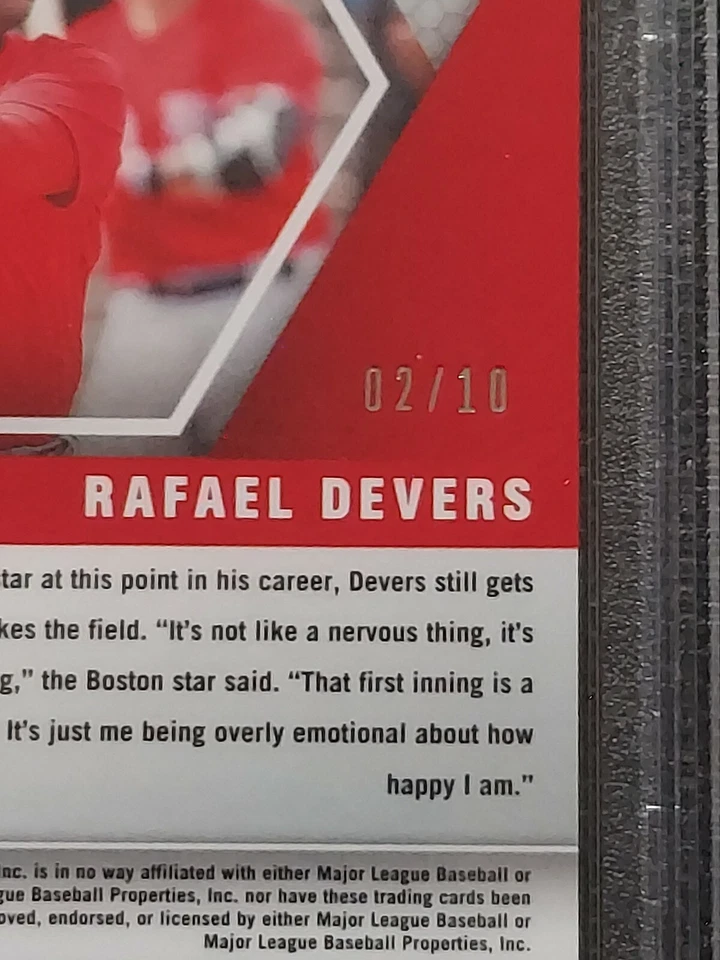 02/10
RAFAEL DEVERS
tar at this point in his career, Devers still gets
kes the field. “It’s not like a nervous thing, it’s
g,” the Boston star said. “That first inning is a
It’s just me being overly emotional about how
happy I am.”
nc. is in no way affiliated with either Major League Baseball or
gue Baseball Properties, Inc. nor have these trading cards been
oved, endorsed, or licensed by either Major League Baseball or
Major League Baseball Properties, Inc.